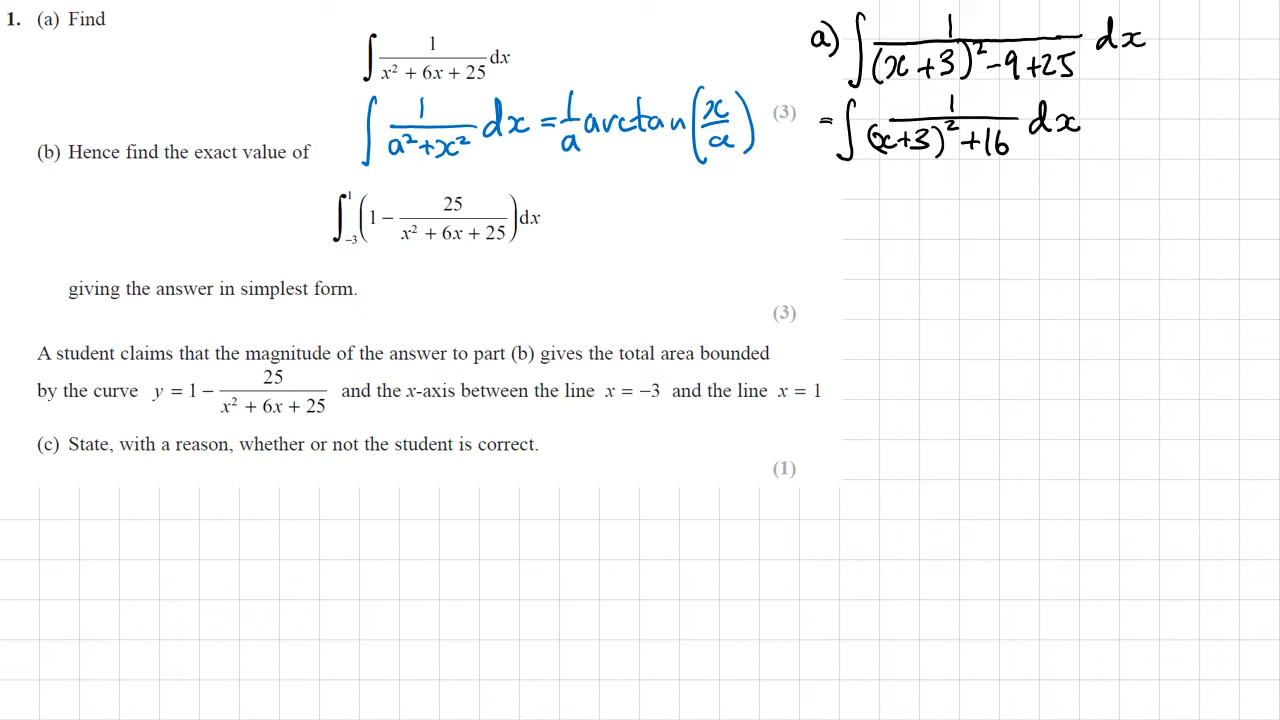 1. (a) Find
∫ 1/(x² + 6x + 25) dx
∫ 1/(a²+x²) dx = 1/a arctan(x/a)
(3)
(b) Hence find the exact value of
∫₋₃¹ (1 − 25/(x² + 6x + 25)) dx
giving the answer in simplest form.
(3)
A student claims that the magnitude of the answer to part (b) gives the total area bounded
by the curve y = 1 − 25/(x² + 6x + 25) and the x-axis between the line x = −3 and the line x = 1
(c) State, with a reason, whether or not the student is correct.
(1)
a) ∫ 1/((x+3)² −9+25) dx
= ∫ 1/((x+3)² +16) dx